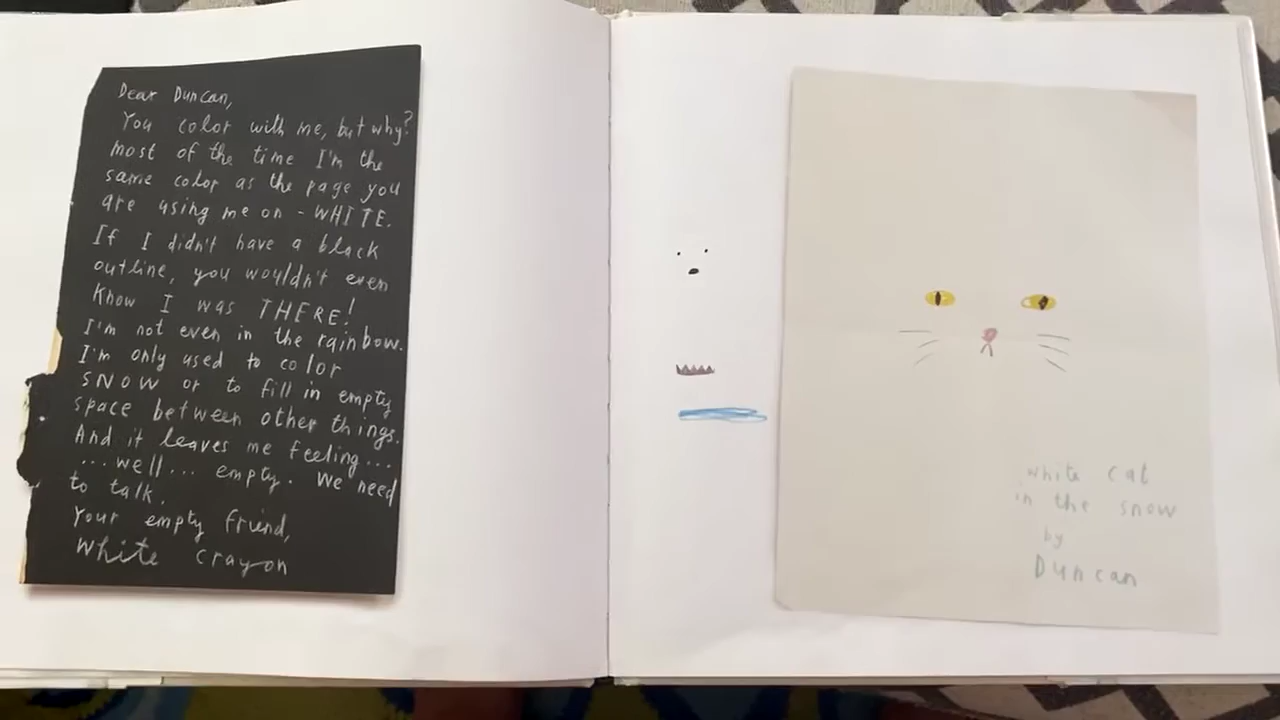 Dear Duncan,
You color with me, but why?
most of the time I'm the
same color as the page you
are using me on - WHITE.
If I didn't have a black
outline, you wouldn't even
know I was THERE!
I'm not even in the rainbow.
I'm only used to color
SNOW or to fill in empty
space between other things.
And it leaves me feeling...
...well... empty. We need
to talk.
Your empty friend,
White crayon
white cat
in the snow
by
Duncan